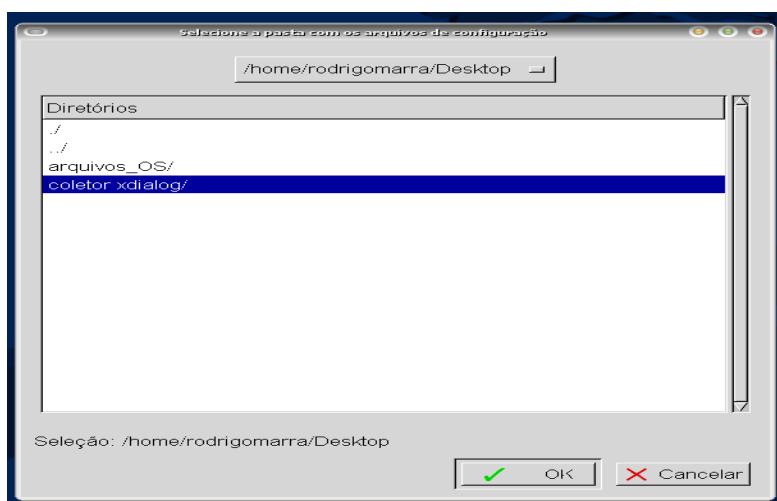 Selecione a pasta com os arquivos de configuração
/home/rodrigomarra/Desktop
Diretórios
./
../
arquivos_OS/
coletor xdialog/
Seleção: /home/rodrigomarra/Desktop
OK
Cancelar